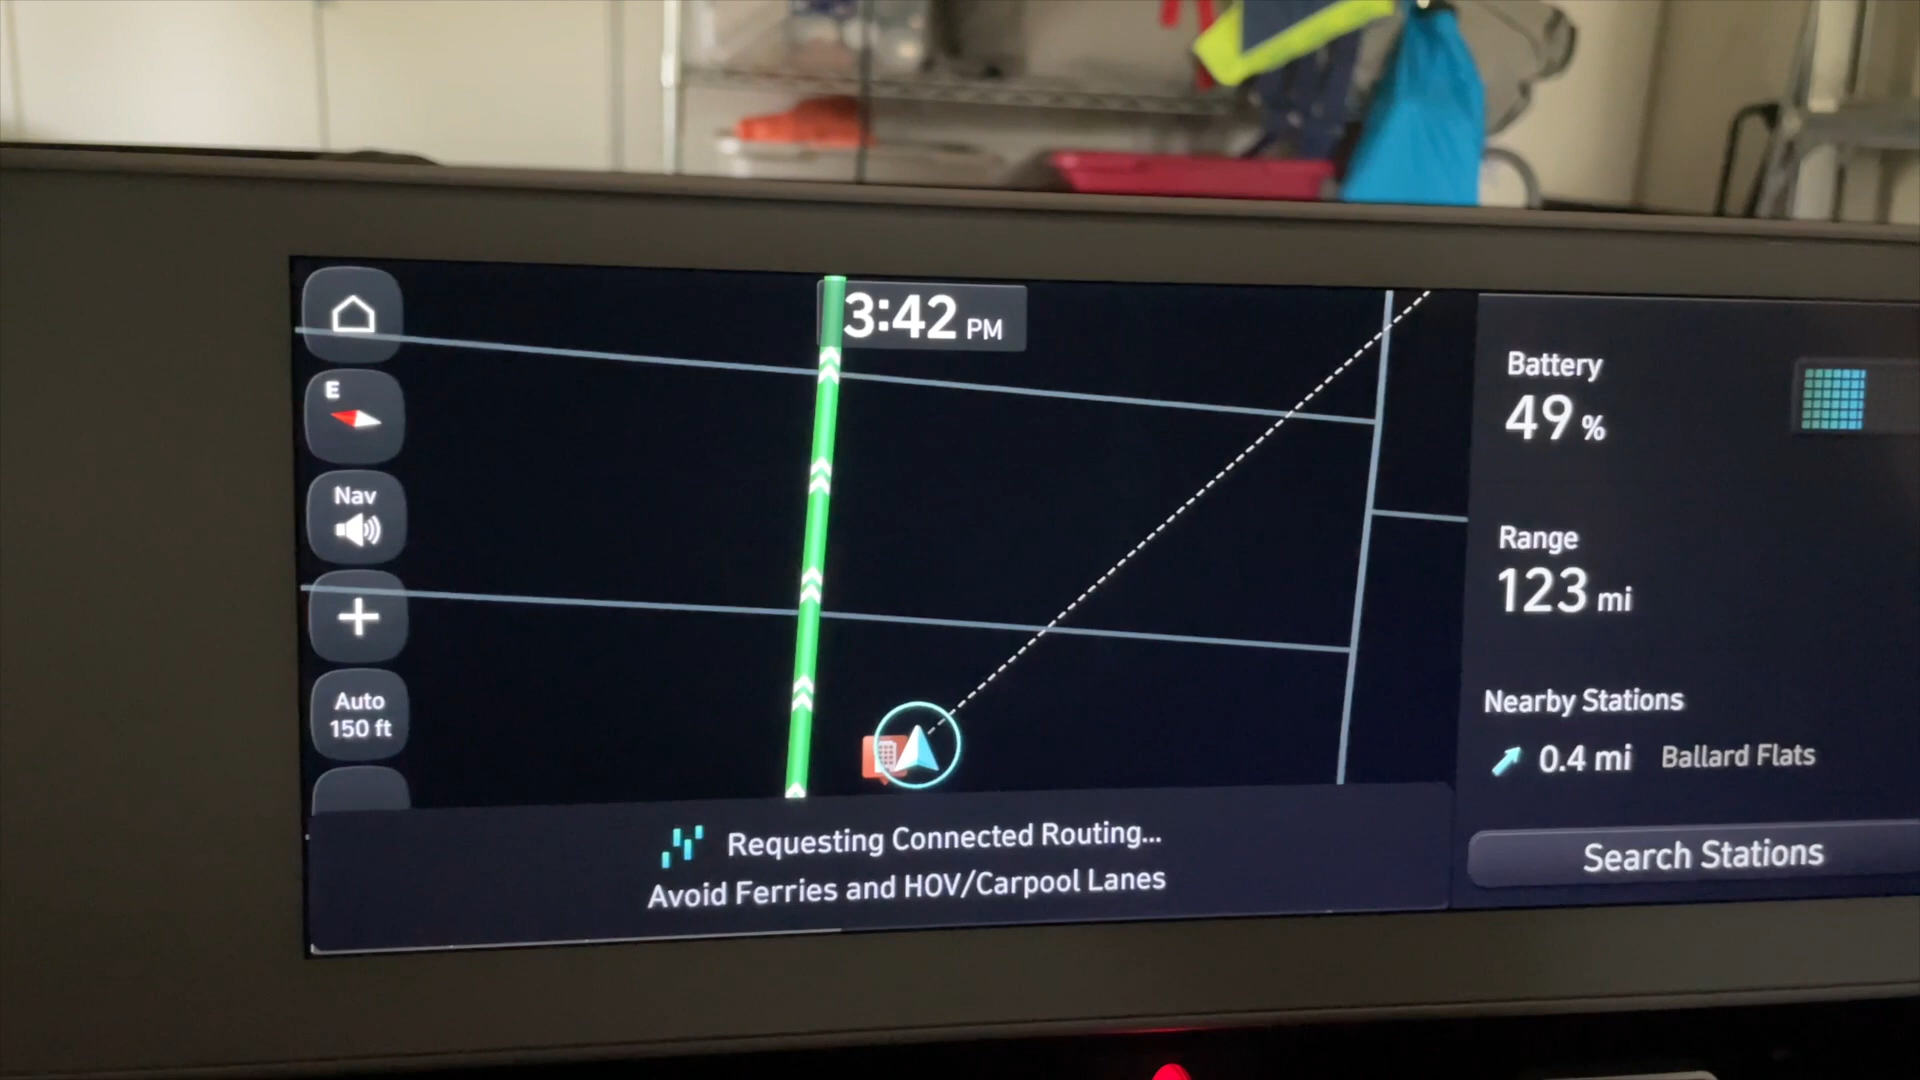 3:42 PM
E
Nav
Auto
150 ft
Requesting Connected Routing...
Avoid Ferries and HOV/Carpool Lanes
Battery
49 %
Range
123 mi
Nearby Stations
0.4 mi Ballard Flats
Search Stations